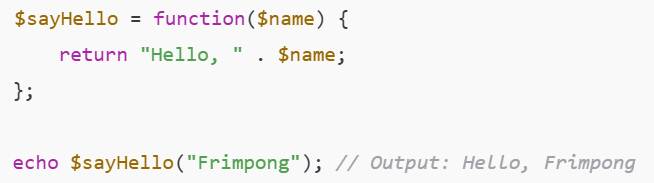 $sayHello = function($name) {
    return "Hello, " . $name;
};
echo $sayHello("Frimpong"); // Output: Hello, Frimpong